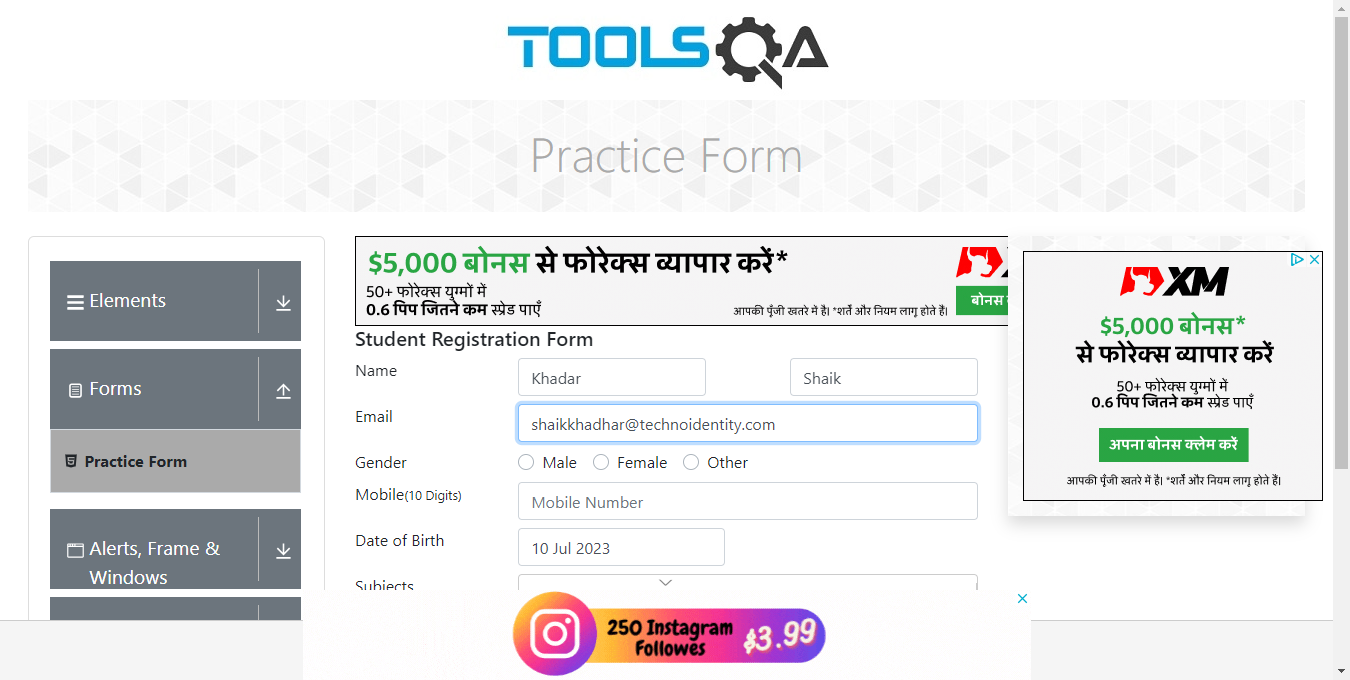 TOOLSQA
Practice Form
Elements
Forms
Practice Form
Alerts, Frame &
Windows
$5,000 बोनस से फोरेक्स व्यापार करें*
50+ फोरेक्स युग्मों में
0.6 पिप जितने कम स्प्रेड पाएँ
आपकी पूँजी खतरे में है। *शर्तें और नियम लागू होते हैं।
बोनस
Student Registration Form
Name
Khadar
Shaik
Email
shaikkhadhar@technoidentity.com
Gender
Male
Female
Other
Mobile(10 Digits)
Mobile Number
Date of Birth
10 Jul 2023
Subjects
XM
$5,000 बोनस*
से फोरेक्स व्यापार करें
50+ फोरेक्स युग्मों में
0.6 पिप जितने कम स्प्रेड पाएँ
अपना बोनस क्लेम करें
आपकी पूँजी खतरे में है। *शर्तें और नियम लागू होते हैं।
250 Instagram
Followes
$3.99